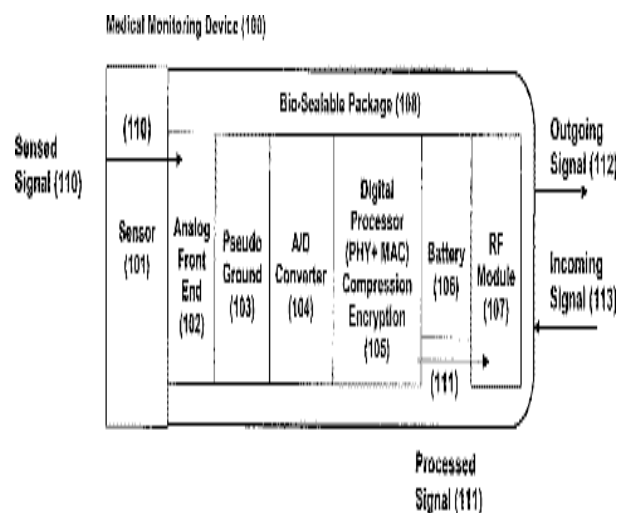 Medical Monitoring Device (100)
Bio-Sealable Package (108)
(110)
Sensed
Signal (110)
Sensor
(101)
Analog
Front
End
(102)
Pseudo
Ground
(103)
A/D
Converter
(104)
Digital
Processor
(PHY+ MAC)
Compression
Encryption
(105)
Battery
(106)
RF
Module
(107)
(111)
Outgoing
Signal (112)
Incoming
Signal (113)
Processed
Signal (111)